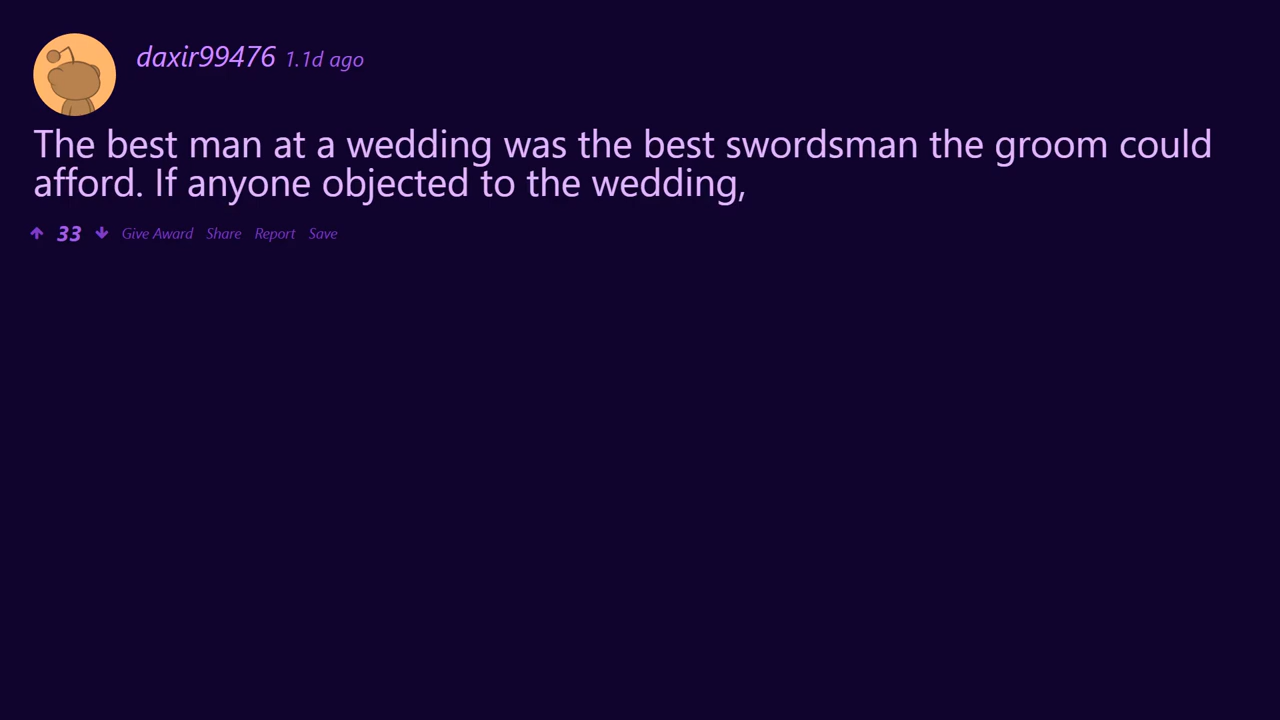 daxir99476 1.1d ago
The best man at a wedding was the best swordsman the groom could
afford. If anyone objected to the wedding,
33 Give Award Share Report Save